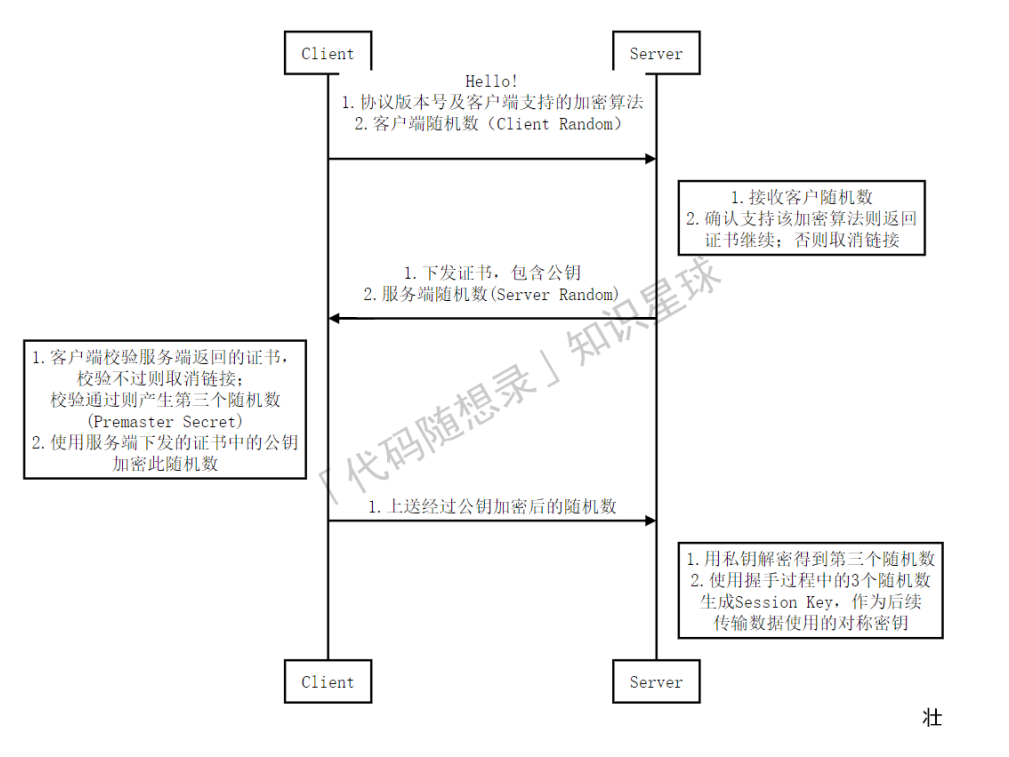 Client
Server
Hello!
1.协议版本号及客户端支持的加密算法
2.客户端随机数（Client Random）
1.接收客户随机数
2.确认支持该加密算法则返回
证书继续；否则取消链接
1.下发证书，包含公钥
2.服务端随机数(Server Random)
1.客户端校验服务端返回的证书，
校验不过则取消链接；
校验通过则产生第三个随机数
(Premaster Secret)
2.使用服务端下发的证书中的公钥
加密此随机数
「代码随想录」知识星球
1.上送经过公钥加密后的随机数
1.用私钥解密得到第三个随机数
2.使用握手过程中的3个随机数
生成Session Key，作为后续
传输数据使用的对称密钥
Client
Server
壮